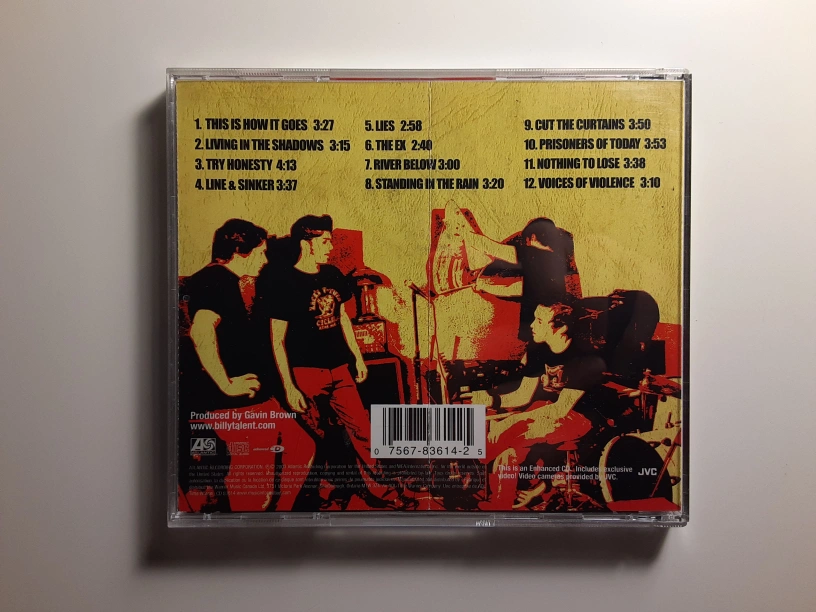 1. THIS IS HOW IT GOES 3:27
2. LIVING IN THE SHADOWS 3:15
3. TRY HONESTY 4:13
4. LINE & SINKER 3:37
5. LIES 2:58
6. THE EX 2:40
7. RIVER BELOW 3:00
8. STANDING IN THE RAIN 3:20
9. CUT THE CURTAINS 3:50
10. PRISONERS OF TODAY 3:53
11. NOTHING TO LOSE 3:38
12. VOICES OF VIOLENCE 3:10
Produced by Gavin Brown
www.billytalent.com
0 7567-83614-2 5
This is an Enhanced CD. Includes exclusive
video! Video cameras provided by JVC.
JVC